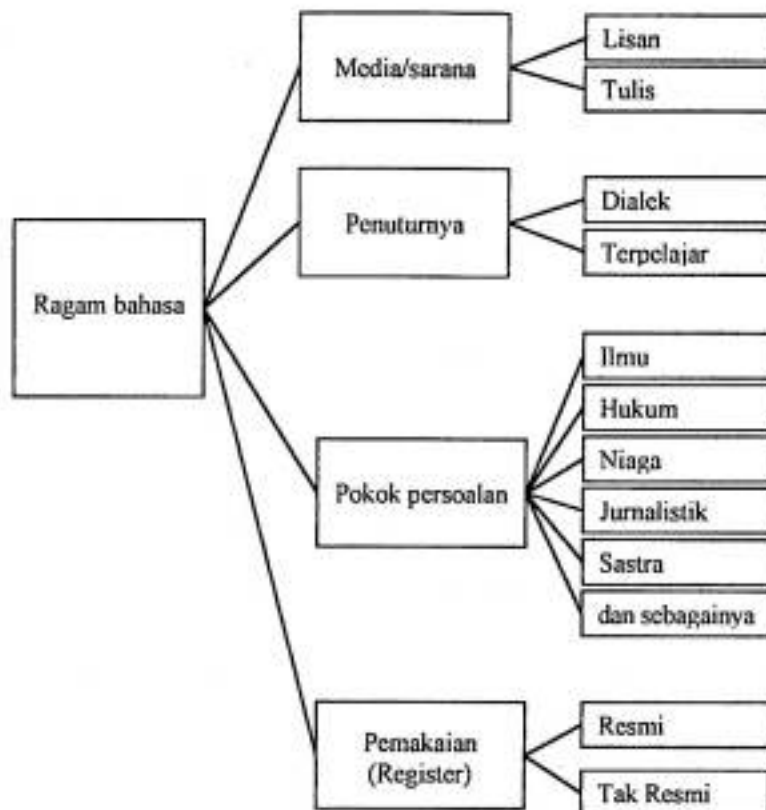 Ragam bahasa
Media/sarana
Lisan
Tulis
Penuturnya
Dialek
Terpelajar
Pokok persoalan
Ilmu
Hukum
Niaga
Jurnalistik
Sastra
dan sebagainya
Pemakaian
(Register)
Resmi
Tak Resmi